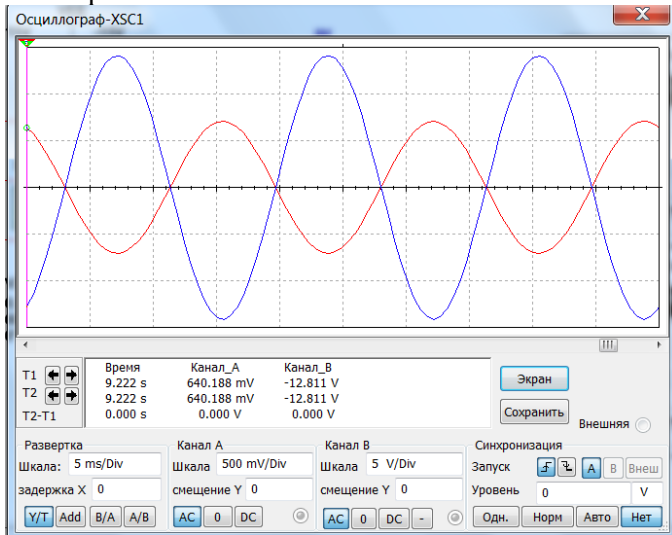 Осциллограф-XSC1
Время Канал_A Канал_B
T1 9.222 s 640.188 mV -12.811 V
T2 9.222 s 640.188 mV -12.811 V
T2-T1 0.000 s 0.000 V 0.000 V
Экран
Сохранить
Внешняя
Развертка
Шкала: 5 ms/Div
задержка X 0
Y/T Add B/A A/B
Канал A
Шкала 500 mV/Div
смещение Y 0
AC 0 DC
Канал B
Шкала 5 V/Div
смещение Y 0
AC 0 DC -
Синхронизация
Запуск A B Внеш
Уровень 0 V
Одн. Норм Авто Нет